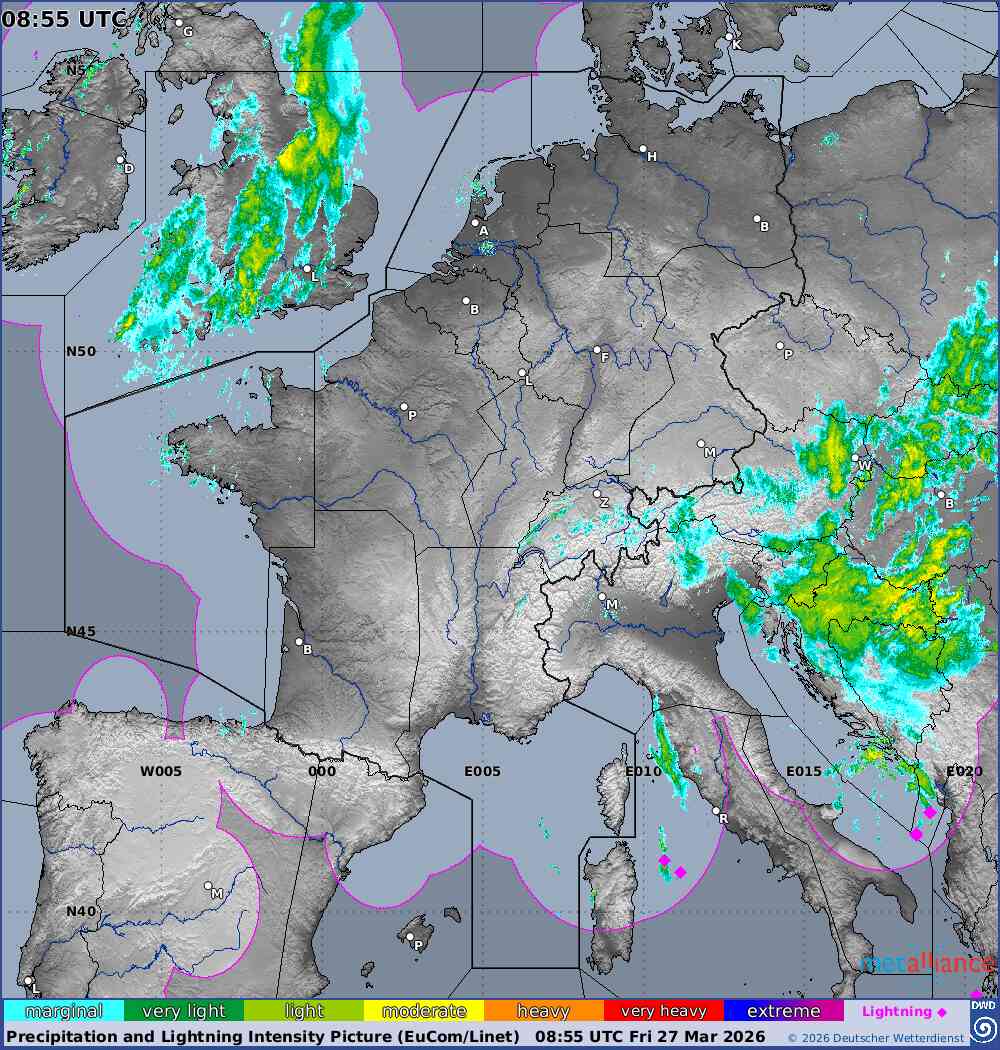 08:55 UTC
G
K
N55
D
H
A
B
L
B
N50
P
F
L
P
M
W
Z
B
M
N45
B
W005
000
E005
E010
E015
E020
R
M
N40
P
L
metalliance
marginal very light light moderate heavy very heavy extreme Lightning
DWD
Precipitation and Lightning Intensity Picture (EuCom/Linet) 08:55 UTC Fri 27 Mar 2026 © 2026 Deutscher Wetterdienst